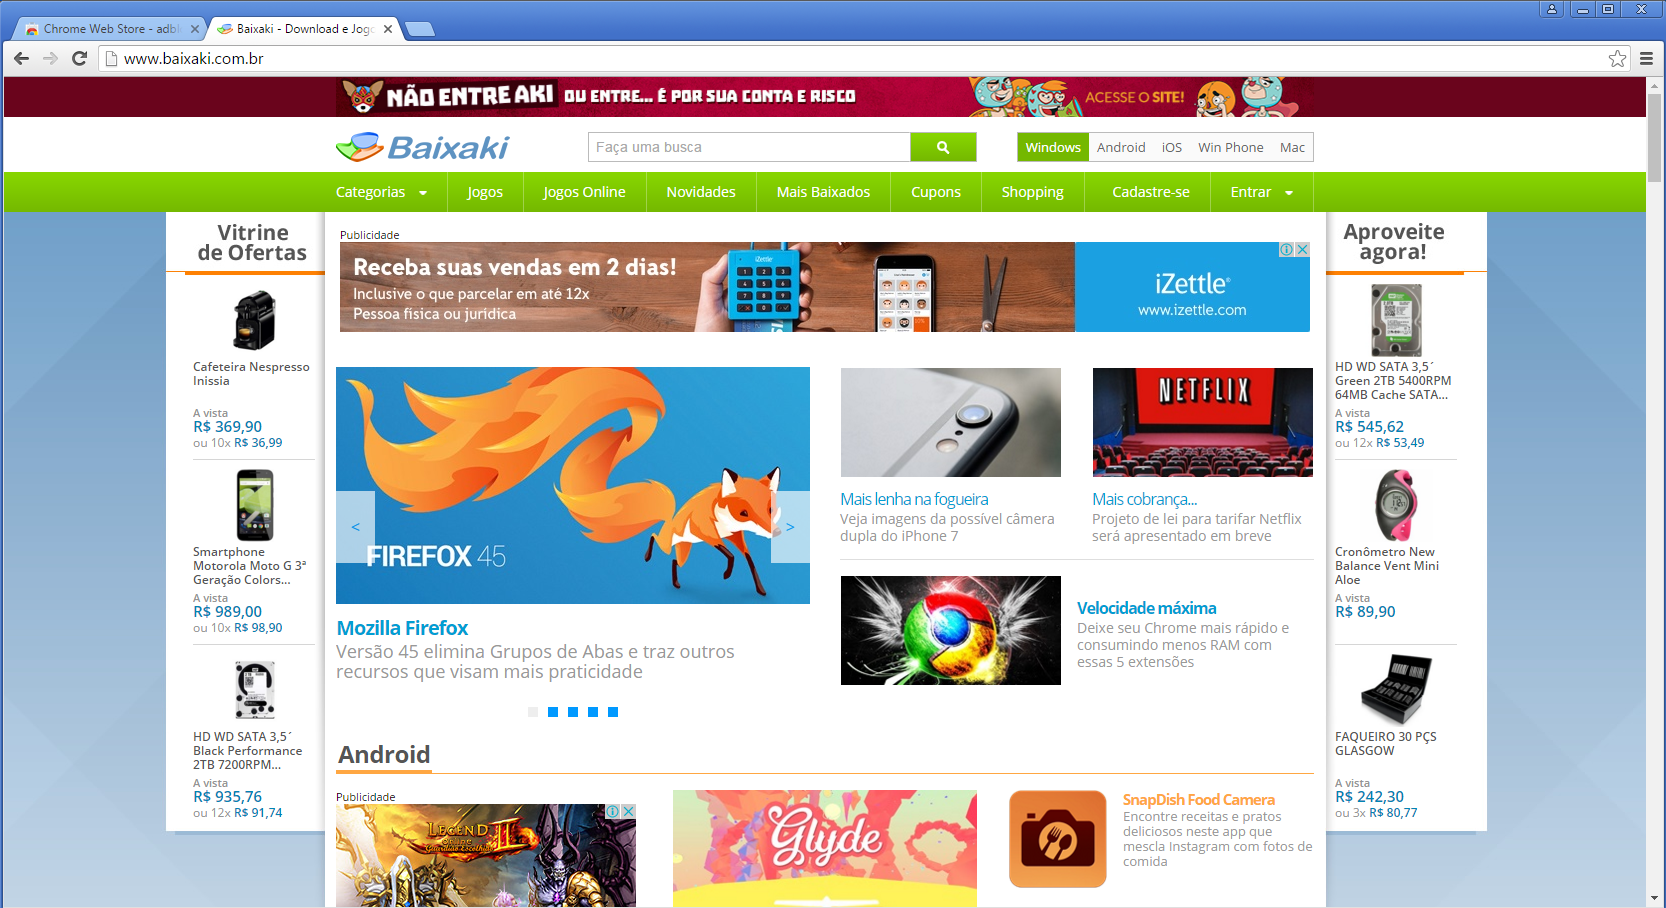 Chrome Web Store - adbl
Baixaki - Download e Jogo
www.baixaki.com.br
NÃO ENTRE AKI OU ENTRE... É POR SUA CONTA E RISCO
ACESSE O SITE!
Baixaki
Faça uma busca
Windows Android iOS Win Phone Mac
Categorias Jogos Jogos Online Novidades Mais Baixados Cupons Shopping Cadastre-se Entrar
Vitrine
de Ofertas
Cafeteira Nespresso
Inissia
A vista
R$ 369,90
ou 10x R$ 36,99
Smartphone
Motorola Moto G 3ª
Geração Colors...
A vista
R$ 989,00
ou 10x R$ 98,90
HD WD SATA 3,5´
Black Performance
2TB 7200RPM...
A vista
R$ 935,76
ou 12x R$ 91,74
Publicidade
Receba suas vendas em 2 dias!
Inclusive o que parcelar em até 12x
Pessoa física ou jurídica
iZettle
iZettle
www.izettle.com
<
FIREFOX 45
>
Mozilla Firefox
Versão 45 elimina Grupos de Abas e traz outros
recursos que visam mais praticidade
Mais lenha na fogueira
Veja imagens da possível câmera
dupla do iPhone 7
NETFLIX
Mais cobrança...
Projeto de lei para tarifar Netflix
será apresentado em breve
Velocidade máxima
Deixe seu Chrome mais rápido e
consumindo menos RAM com
essas 5 extensões
Android
Publicidade
LEGEND
Online
II
Guardião Escolhido
Glyde
SnapDish Food Camera
Encontre receitas e pratos
deliciosos neste app que
mescla Instagram com fotos de
comida
Aproveite
agora!
HD WD SATA 3,5´
Green 2TB 5400RPM
64MB Cache SATA...
A vista
R$ 545,62
ou 12x R$ 53,49
Cronômetro New
Balance Vent Mini
Aloe
A vista
R$ 89,90
FAQUEIRO 30 PÇS
GLASGOW
A vista
R$ 242,30
ou 3x R$ 80,77